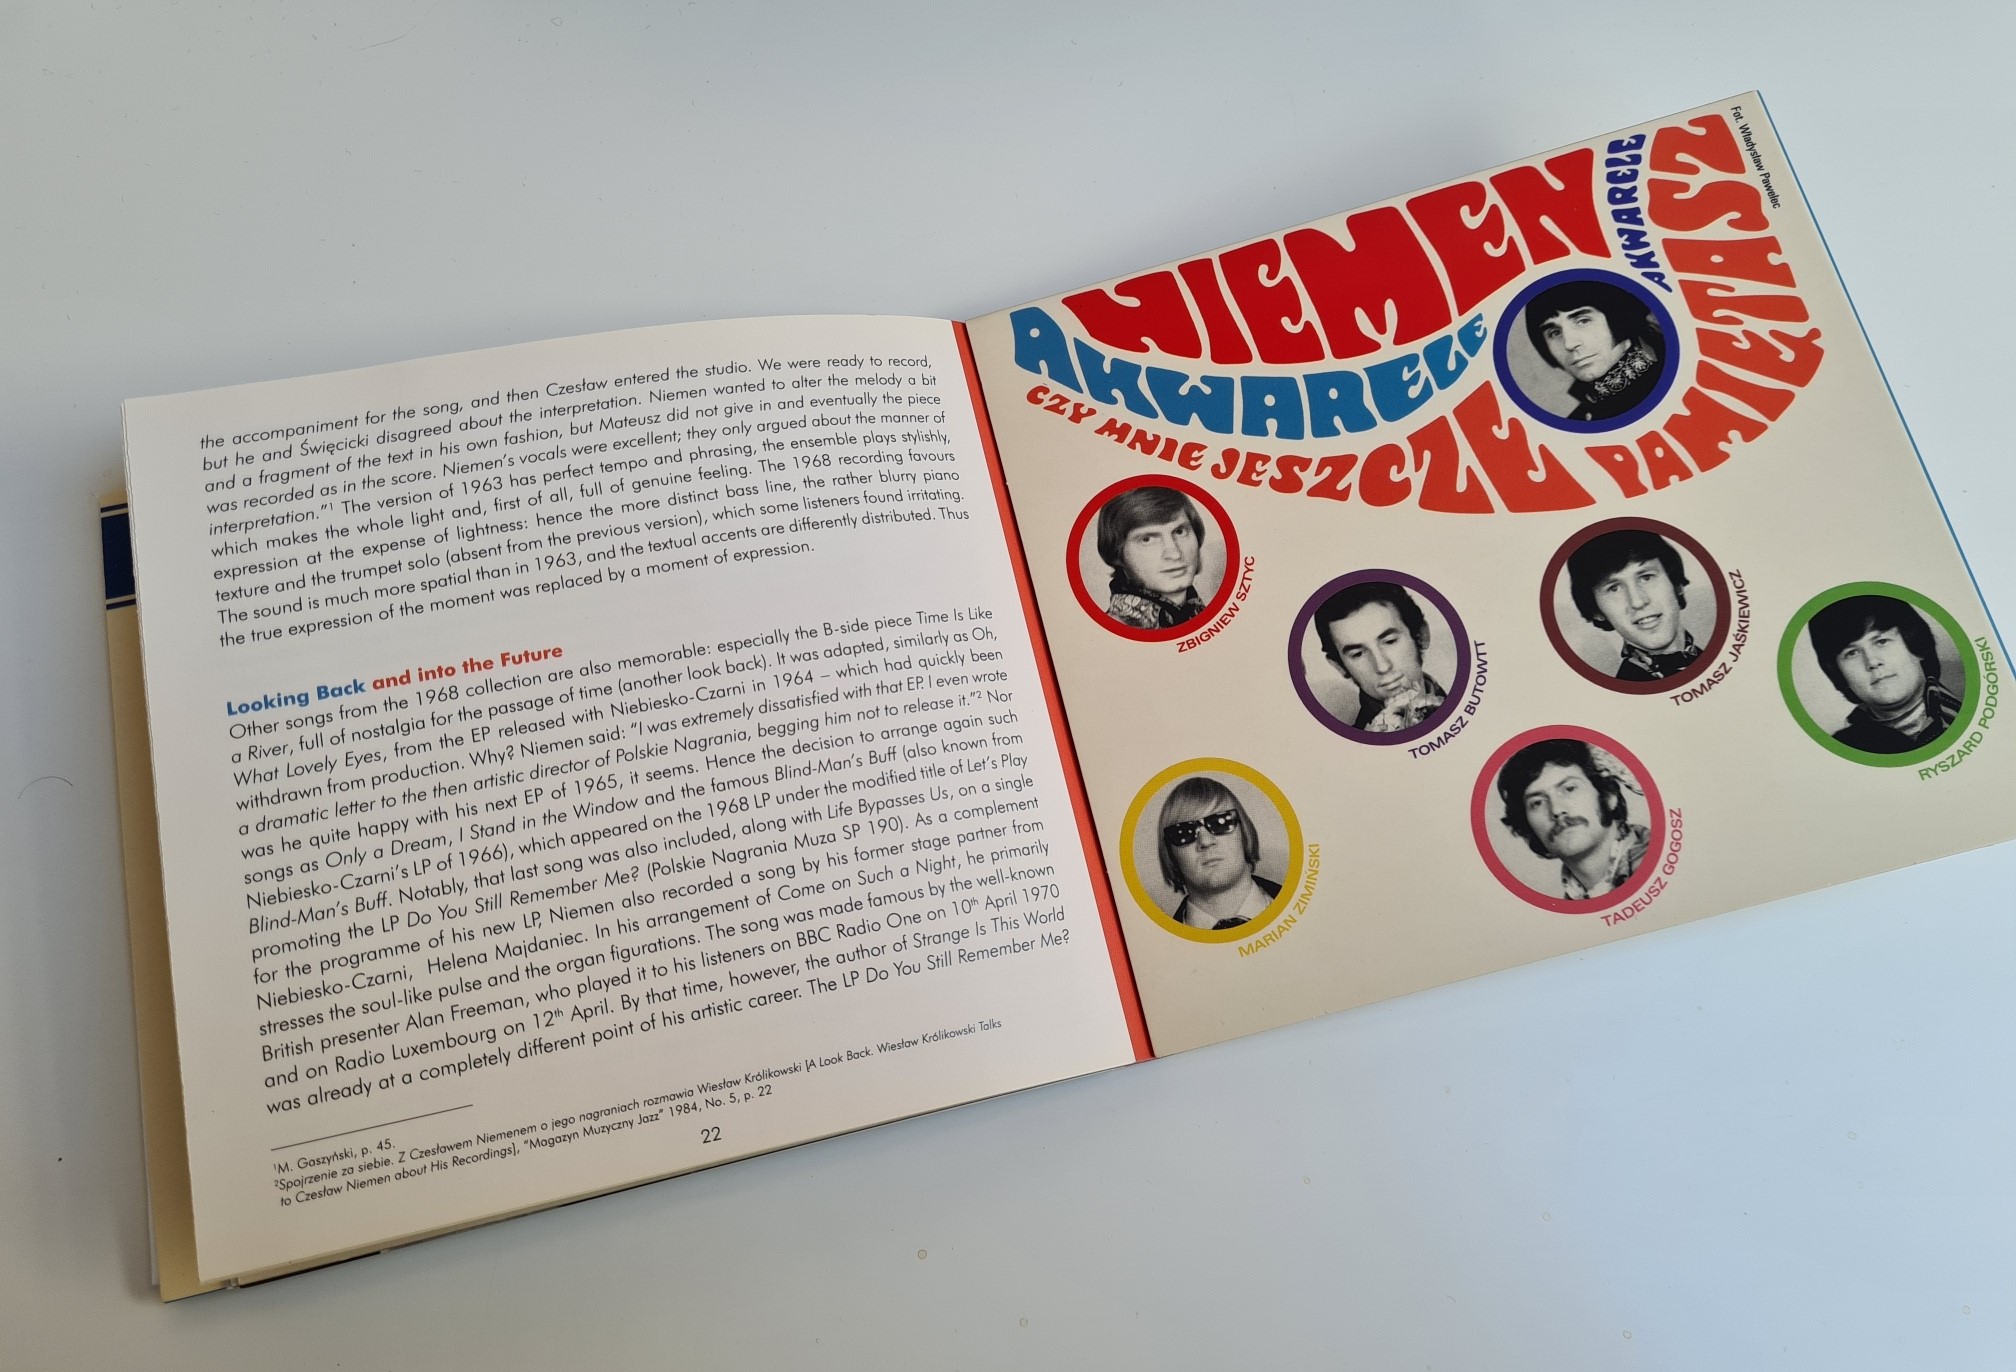 the accompaniment for the song, and then Czesław entered the studio. We were ready to record,
but he and Święcicki disagreed about the interpretation. Niemen wanted to alter the melody a bit
and a fragment of the text in his own fashion, but Mateusz did not give in and eventually the piece
was recorded as in the score. Niemen's vocals were excellent; they only argued about the manner of
interpretation."¹ The version of 1963 has perfect tempo and phrasing, the ensemble plays stylishly,
which makes the whole light and, first of all, full of genuine feeling. The 1968 recording favours
expression at the expense of lightness: hence the more distinct bass line, the rather blurry piano
texture and the trumpet solo (absent from the previous version), which some listeners found irritating.
The sound is much more spatial than in 1963, and the textual accents are differently distributed. Thus
the true expression of the moment was replaced by a moment of expression.
Looking Back and into the Future
Other songs from the 1968 collection are also memorable: especially the B-side piece Time Is Like
a River, full of nostalgia for the passage of time (another look back). It was adapted, similarly as Oh,
What Lovely Eyes, from the EP released with Niebiesko-Czarni in 1964 – which had quickly been
withdrawn from production. Why? Niemen said: "I was extremely dissatisfied with that EP. I even wrote
a dramatic letter to the then artistic director of Polskie Nagrania, begging him not to release it."² Nor
was he quite happy with his next EP of 1965, it seems. Hence the decision to arrange again such
songs as Only a Dream, I Stand in the Window and the famous Blind-Man's Buff (also known from
Niebiesko-Czarni's LP of 1966), which appeared on the 1968 LP under the modified title of Let's Play
Blind-Man's Buff. Notably, that last song was also included, along with Life Bypasses Us, on a single
promoting the LP Do You Still Remember Me? (Polskie Nagrania Muza SP 190). As a complement
for the programme of his new LP, Niemen also recorded a song by his former stage partner from
Niebiesko-Czarni, Helena Majdaniec. In his arrangement of Come on Such a Night, he primarily
stresses the soul-like pulse and the organ figurations. The song was made famous by the well-known
British presenter Alan Freeman, who played it to his listeners on BBC Radio One on 10th April 1970
and on Radio Luxembourg on 12th April. By that time, however, the author of Strange Is This World
was already at a completely different point of his artistic career. The LP Do You Still Remember Me?
¹M. Gaszyński, p. 45.
²Spojrzenie za siebie. Z Czesławem Niemenem o jego nagraniach rozmawia Wiesław Królikowski [A Look Back. Wiesław Królikowski Talks
to Czesław Niemen about His Recordings], "Magazyn Muzyczny Jazz" 1984, No. 5, p. 22
22
NIEMEN
AKWARELE
AKWARELE
CZY MNIE JESZCZE PAMIĘTASZ
Fot. Władysław Pawelec
ZBIGNIEW SZTYC
TOMASZ BUTOWTT
TOMASZ JAŚKIEWICZ
RYSZARD PODGÓRSKI
MARIAN ZIMIŃSKI
TADEUSZ GOGOSZ